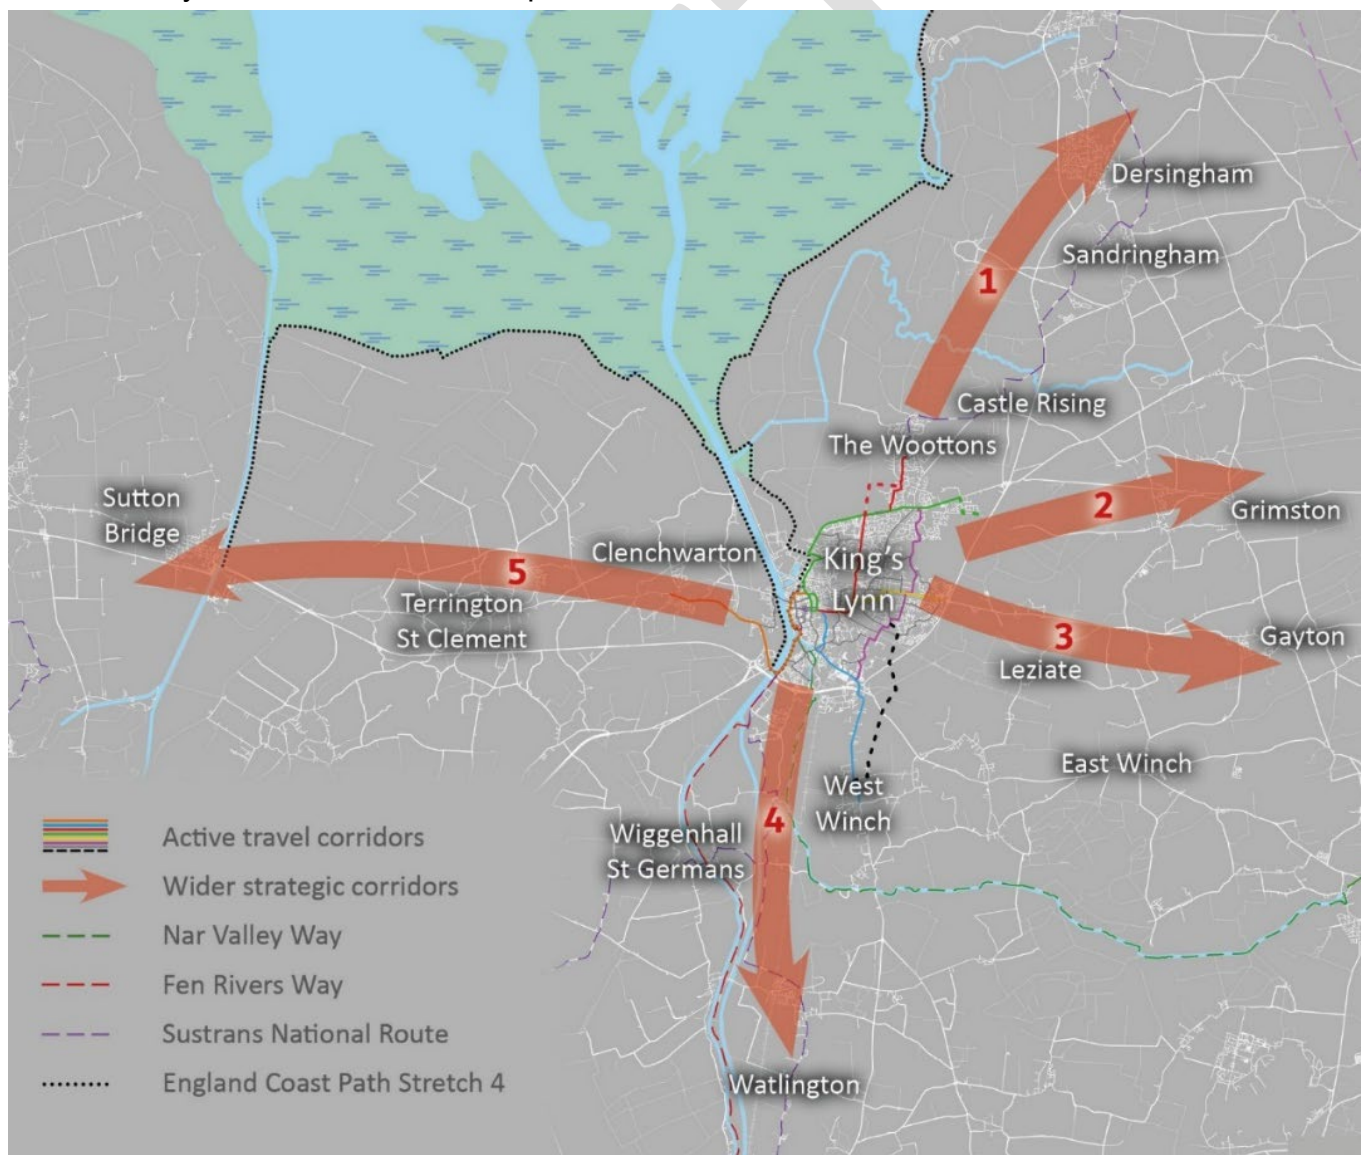 Dersingham
Sandringham
1
Castle Rising
The Woottons
2
Grimston
Sutton
Bridge
Clenchwarton
5
Terrington
St Clement
King's
Lynn
3
Leziate
Gayton
East Winch
West
Winch
4
Wiggenhall
St Germans
Watlington
Active travel corridors
Wider strategic corridors
Nar Valley Way
Fen Rivers Way
Sustrans National Route
England Coast Path Stretch 4